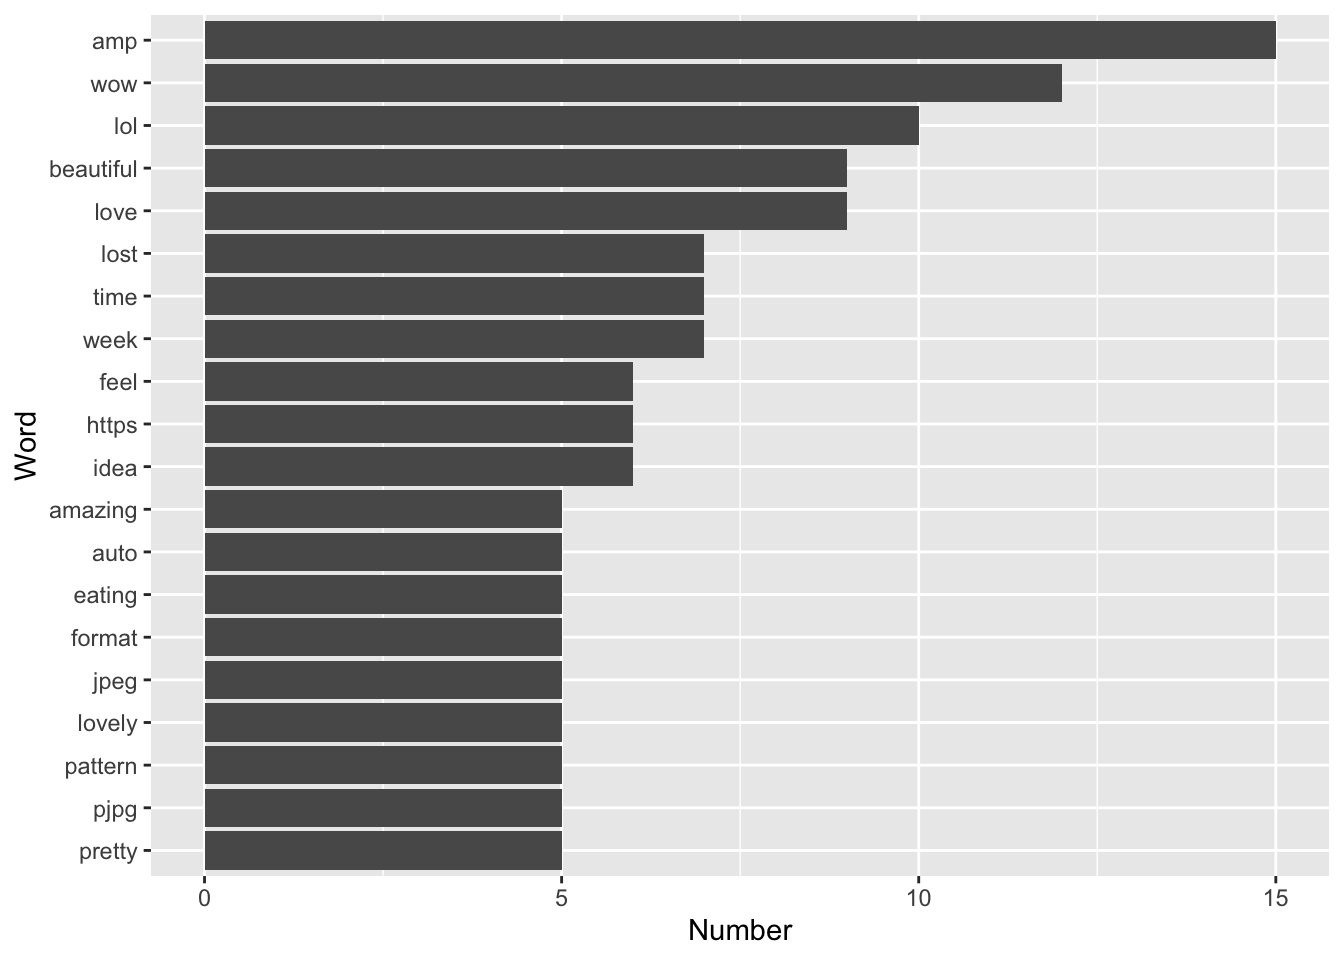 amp
wow
lol
beautiful
love
lost
time
week
feel
https
idea
amazing
auto
eating
format
jpeg
lovely
pattern
pjpg
pretty
Word
0 5 10 15
Number